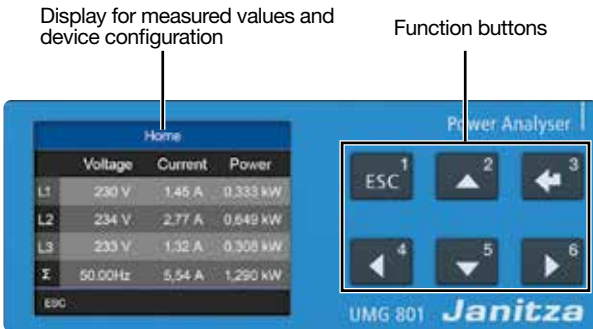 Display for measured values and
device configuration
Function buttons
Power Analyser
Home
Voltage Current Power
L1 230 V 1,45 A 0,333 kW
L2 234 V 2,77 A 0,649 kW
L3 233 V 1,32 A 0,308 kW
Σ 50.00Hz 5,54 A 1,290 kW
ESC
ESC 1 2 3
4 5 6
UMG 801 Janitza